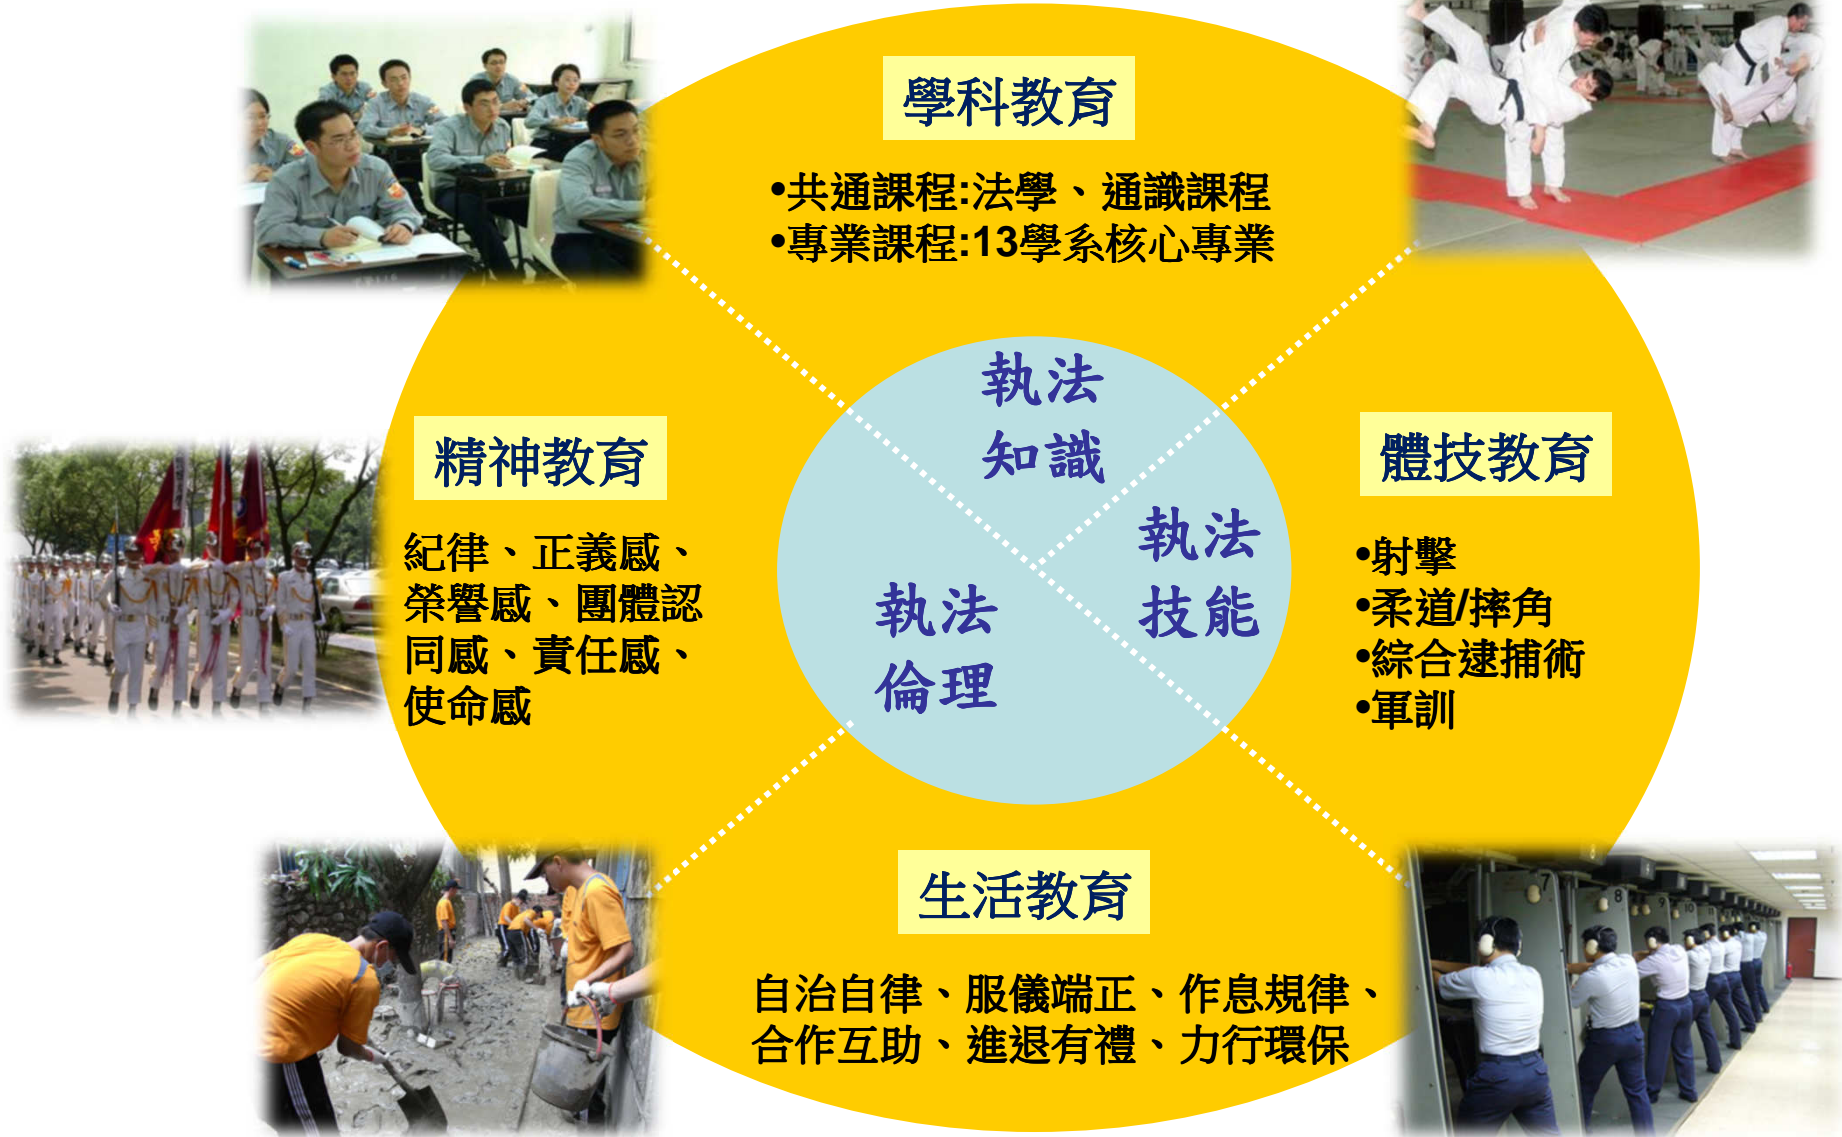 學科教育
•共通課程:法學、通識課程
•專業課程:13學系核心專業
執法
知識
精神教育
紀律、正義感、
榮譽感、團體認
同感、責任感、
使命感
執法
倫理
執法
技能
體技教育
•射擊
•柔道/摔角
•綜合逮捕術
•軍訓
生活教育
自治自律、服儀端正、作息規律、
合作互助、進退有禮、力行環保
7
8
9
10